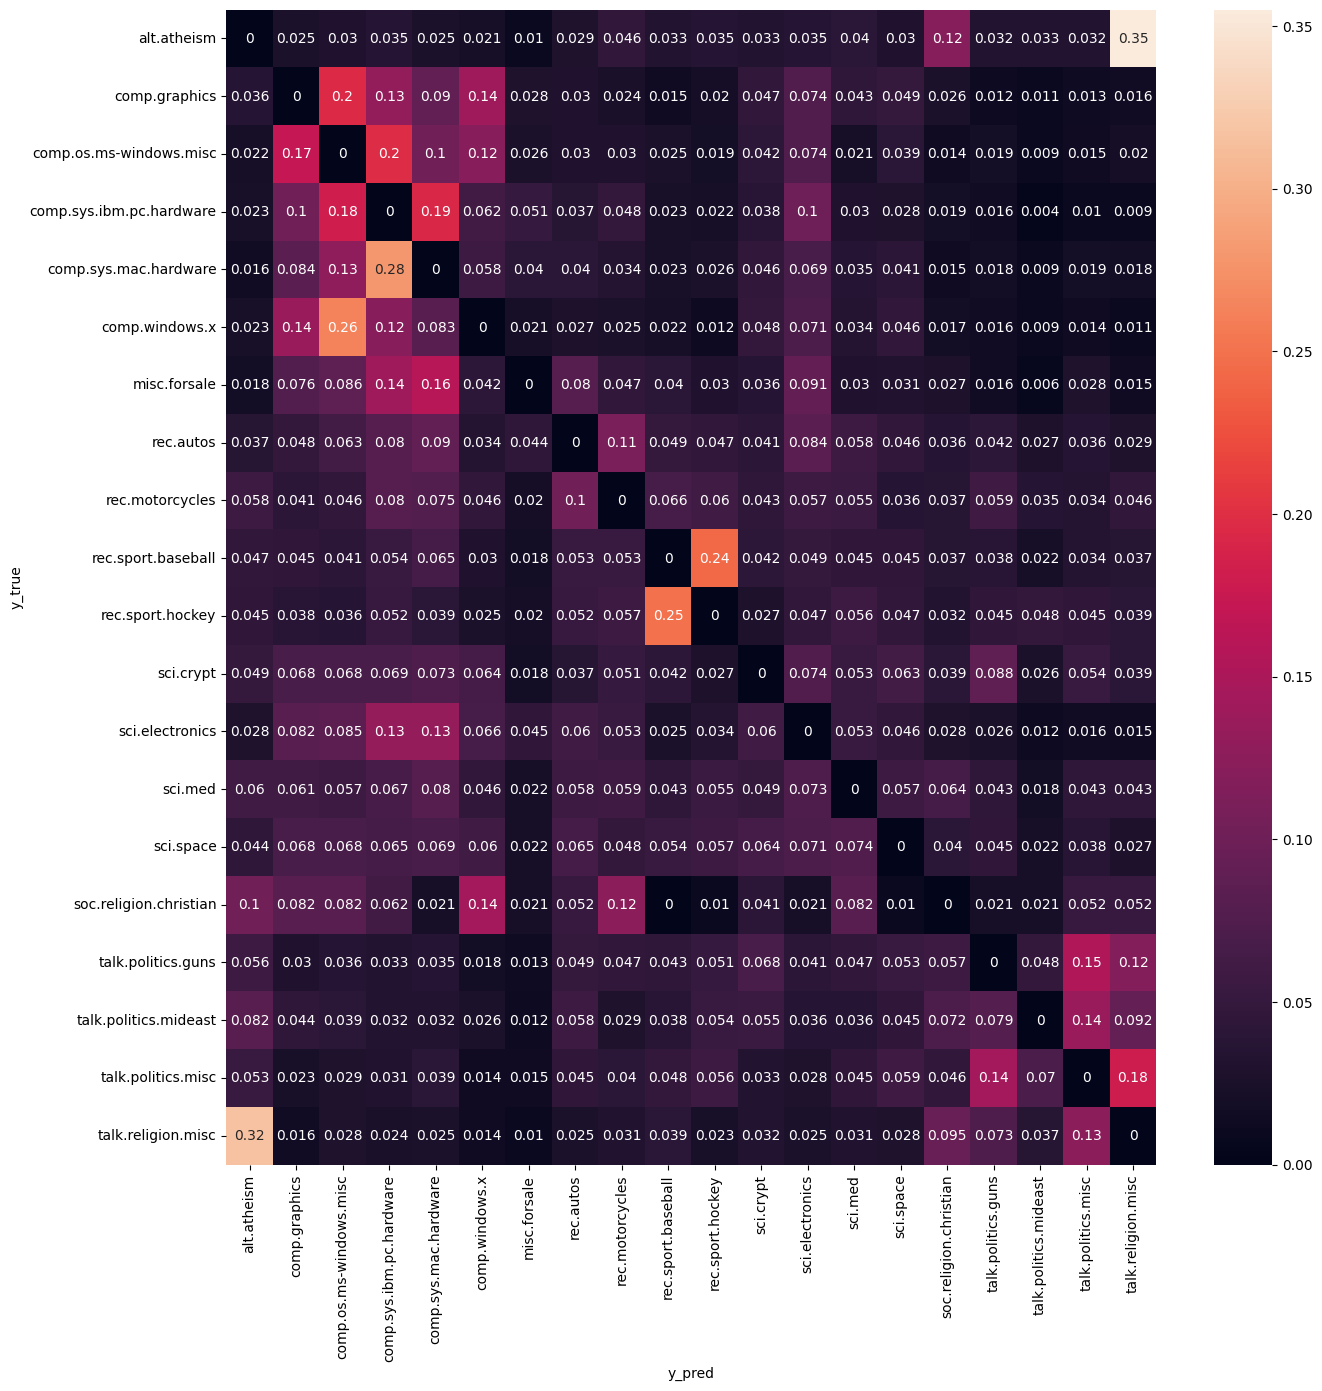 alt.atheism 0 0.025 0.03 0.035 0.025 0.021 0.01 0.029 0.046 0.033 0.035 0.033 0.035 0.04 0.03 0.12 0.032 0.033 0.032 0.35
comp.graphics 0.036 0 0.2 0.13 0.09 0.14 0.028 0.03 0.024 0.015 0.02 0.047 0.074 0.043 0.049 0.026 0.012 0.011 0.013 0.016
comp.os.ms-windows.misc 0.022 0.17 0 0.2 0.1 0.12 0.026 0.03 0.03 0.025 0.019 0.042 0.074 0.021 0.039 0.014 0.019 0.009 0.015 0.02
comp.sys.ibm.pc.hardware 0.023 0.1 0.18 0 0.19 0.062 0.051 0.037 0.048 0.023 0.022 0.038 0.1 0.03 0.028 0.019 0.016 0.004 0.01 0.009
comp.sys.mac.hardware 0.016 0.084 0.13 0.28 0 0.058 0.04 0.04 0.034 0.023 0.026 0.046 0.069 0.035 0.041 0.015 0.018 0.009 0.019 0.018
comp.windows.x 0.023 0.14 0.26 0.12 0.083 0 0.021 0.027 0.025 0.022 0.012 0.048 0.071 0.034 0.046 0.017 0.016 0.009 0.014 0.011
misc.forsale 0.018 0.076 0.086 0.14 0.16 0.042 0 0.08 0.047 0.04 0.03 0.036 0.091 0.03 0.031 0.027 0.016 0.006 0.028 0.015
rec.autos 0.037 0.048 0.063 0.08 0.09 0.034 0.044 0 0.11 0.049 0.047 0.041 0.084 0.058 0.046 0.036 0.042 0.027 0.036 0.029
rec.motorcycles 0.058 0.041 0.046 0.08 0.075 0.046 0.02 0.1 0 0.066 0.06 0.043 0.057 0.055 0.036 0.037 0.059 0.035 0.034 0.046
rec.sport.baseball 0.047 0.045 0.041 0.054 0.065 0.03 0.018 0.053 0.053 0 0.24 0.042 0.049 0.045 0.045 0.037 0.038 0.022 0.034 0.037
rec.sport.hockey 0.045 0.038 0.036 0.052 0.039 0.025 0.02 0.052 0.057 0.25 0 0.027 0.047 0.056 0.047 0.032 0.045 0.048 0.045 0.039
sci.crypt 0.049 0.068 0.068 0.069 0.073 0.064 0.018 0.037 0.051 0.042 0.027 0 0.074 0.053 0.063 0.039 0.088 0.026 0.054 0.039
sci.electronics 0.028 0.082 0.085 0.13 0.13 0.066 0.045 0.06 0.053 0.025 0.034 0.06 0 0.053 0.046 0.028 0.026 0.012 0.016 0.015
sci.med 0.06 0.061 0.057 0.067 0.08 0.046 0.022 0.058 0.059 0.043 0.055 0.049 0.073 0 0.057 0.064 0.043 0.018 0.043 0.043
sci.space 0.044 0.068 0.068 0.065 0.069 0.06 0.022 0.065 0.048 0.054 0.057 0.064 0.071 0.074 0 0.04 0.045 0.022 0.038 0.027
soc.religion.christian 0.1 0.082 0.082 0.062 0.021 0.14 0.021 0.052 0.12 0 0.01 0.041 0.021 0.082 0.01 0 0.021 0.021 0.052 0.052
talk.politics.guns 0.056 0.03 0.036 0.033 0.035 0.018 0.013 0.049 0.047 0.043 0.051 0.068 0.041 0.047 0.053 0.057 0 0.048 0.15 0.12
talk.politics.mideast 0.082 0.044 0.039 0.032 0.032 0.026 0.012 0.058 0.029 0.038 0.054 0.055 0.036 0.036 0.045 0.072 0.079 0 0.14 0.092
talk.politics.misc 0.053 0.023 0.029 0.031 0.039 0.014 0.015 0.045 0.04 0.048 0.056 0.033 0.028 0.045 0.059 0.046 0.14 0.07 0 0.18
talk.religion.misc 0.32 0.016 0.028 0.024 0.025 0.014 0.01 0.025 0.031 0.039 0.023 0.032 0.025 0.031 0.028 0.095 0.073 0.037 0.13 0
y_true
alt.atheism
comp.graphics
comp.os.ms-windows.misc
comp.sys.ibm.pc.hardware
comp.sys.mac.hardware
comp.windows.x
misc.forsale
rec.autos
rec.motorcycles
rec.sport.baseball
rec.sport.hockey
sci.crypt
sci.electronics
sci.med
sci.space
soc.religion.christian
talk.politics.guns
talk.politics.mideast
talk.politics.misc
talk.religion.misc
y_pred
0.35
0.30
0.25
0.20
0.15
0.10
0.05
0.00